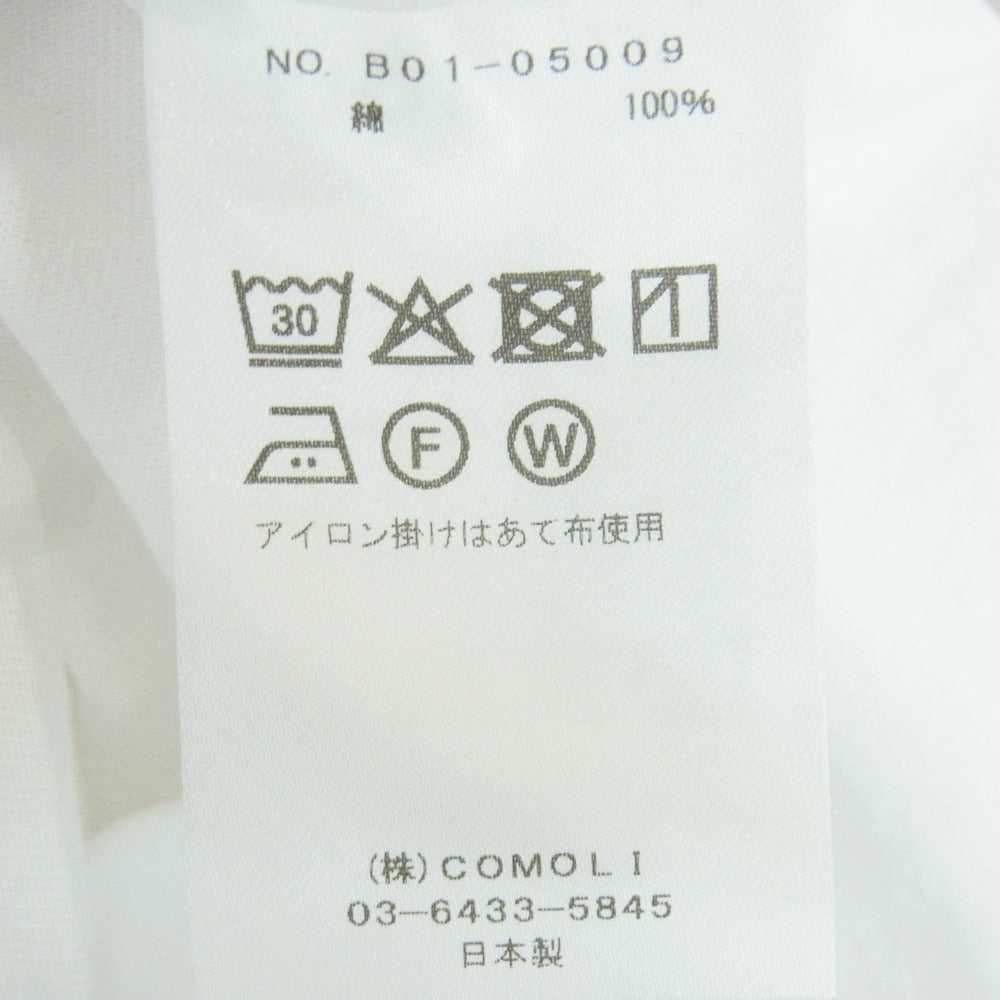 NO. B01-05009
綿 100%
30
F W
アイロン掛けはあて布使用
(株)COMOLI
03-6433-5845
日本製